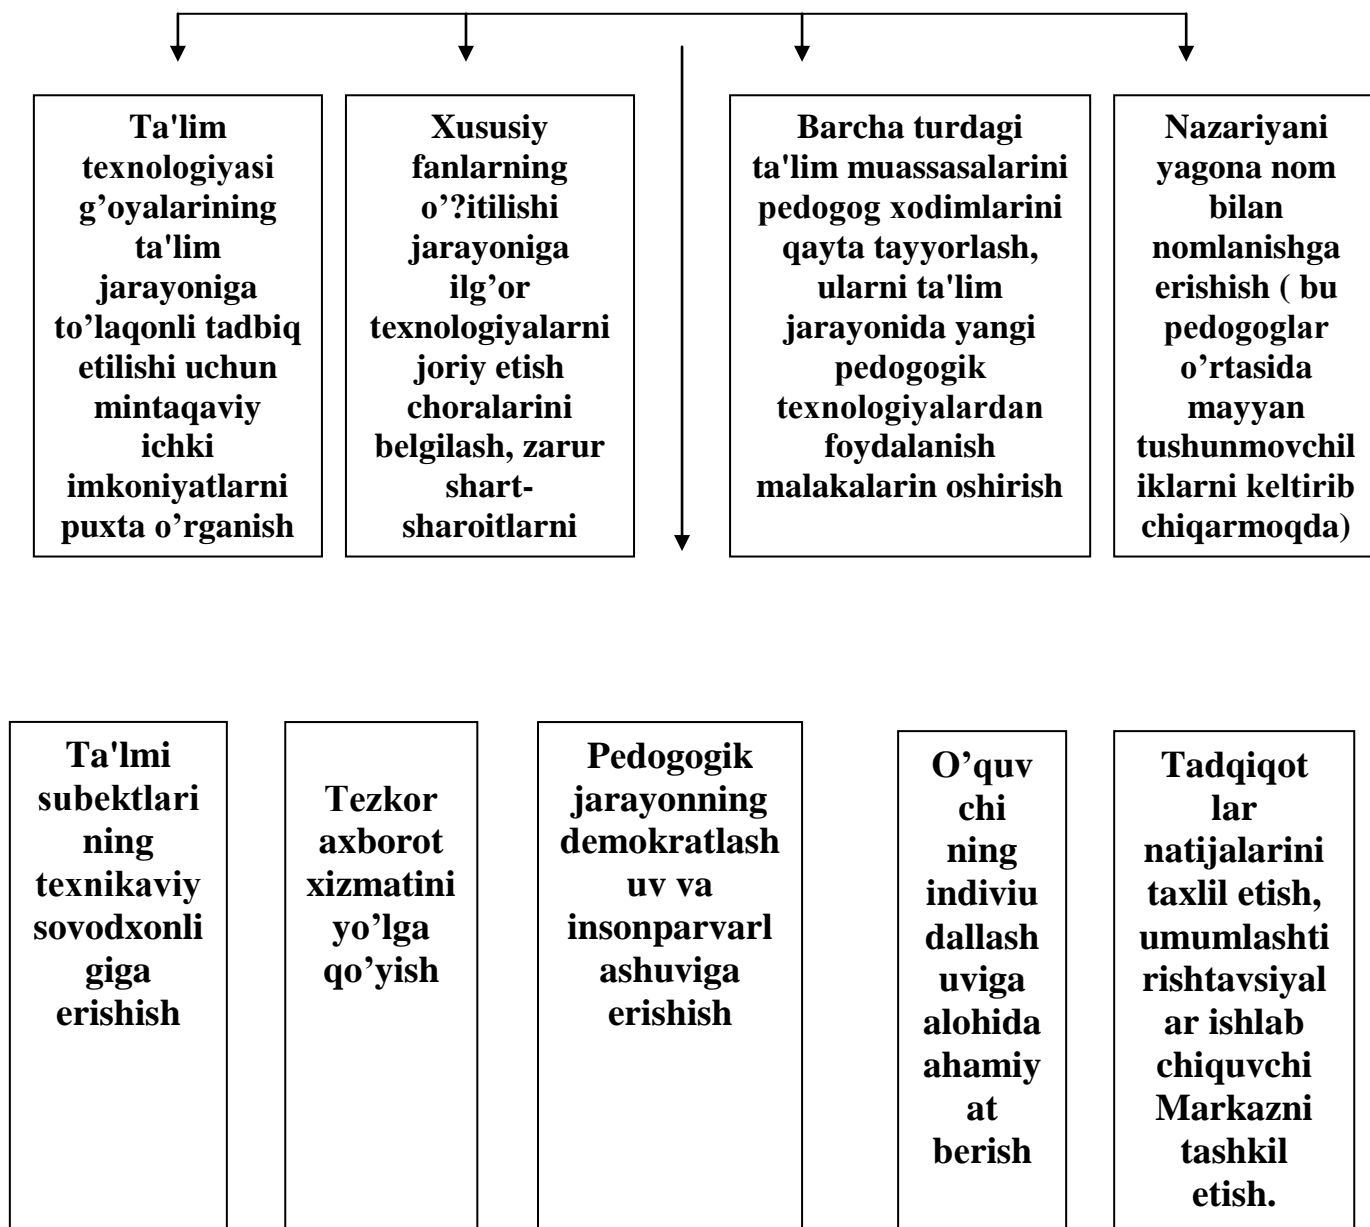 Ta'lim
texnologiyasi
g’oyalarining
ta'lim
jarayoniga
to’laqonli tadbiq
etilishi uchun
mintaqaviy
ichki
imkoniyatlarni
puxta o’rganish
Xususiy
fanlarning
o’?itilishi
jarayoniga
ilg’or
texnologiyalarni
joriy etish
choralarini
belgilash, zarur
shart-
sharoitlarni
Barcha turdagi
ta'lim muassasalarini
pedogog xodimlarini
qayta tayyorlash,
ularni ta'lim
jarayonida yangi
pedogogik
texnologiyalardan
foydalanish
malakalarin oshirish
Nazariyani
yagona nom
bilan
nomlanishga
erishish ( bu
pedogoglar
o’rtasida
mayyan
tushunmovchil
iklarni keltirib
chiqarmoqda)
Ta'lmi
subektlari
ning
texnikaviy
sovodxonli
giga
erishish
Tezkor
axborot
xizmatini
yo’lga
qo’yish
Pedogogik
jarayonning
demokratlash
uv va
insonparvarl
ashuviga
erishish
O’quv
chi
ning
indiviu
dallash
uviga
alohida
ahamiy
at
berish
Tadqiqot
lar
natijalarini
taxlil etish,
umumlashti
rishtavsiyal
ar ishlab
chiquvchi
Markazni
tashkil
etish.